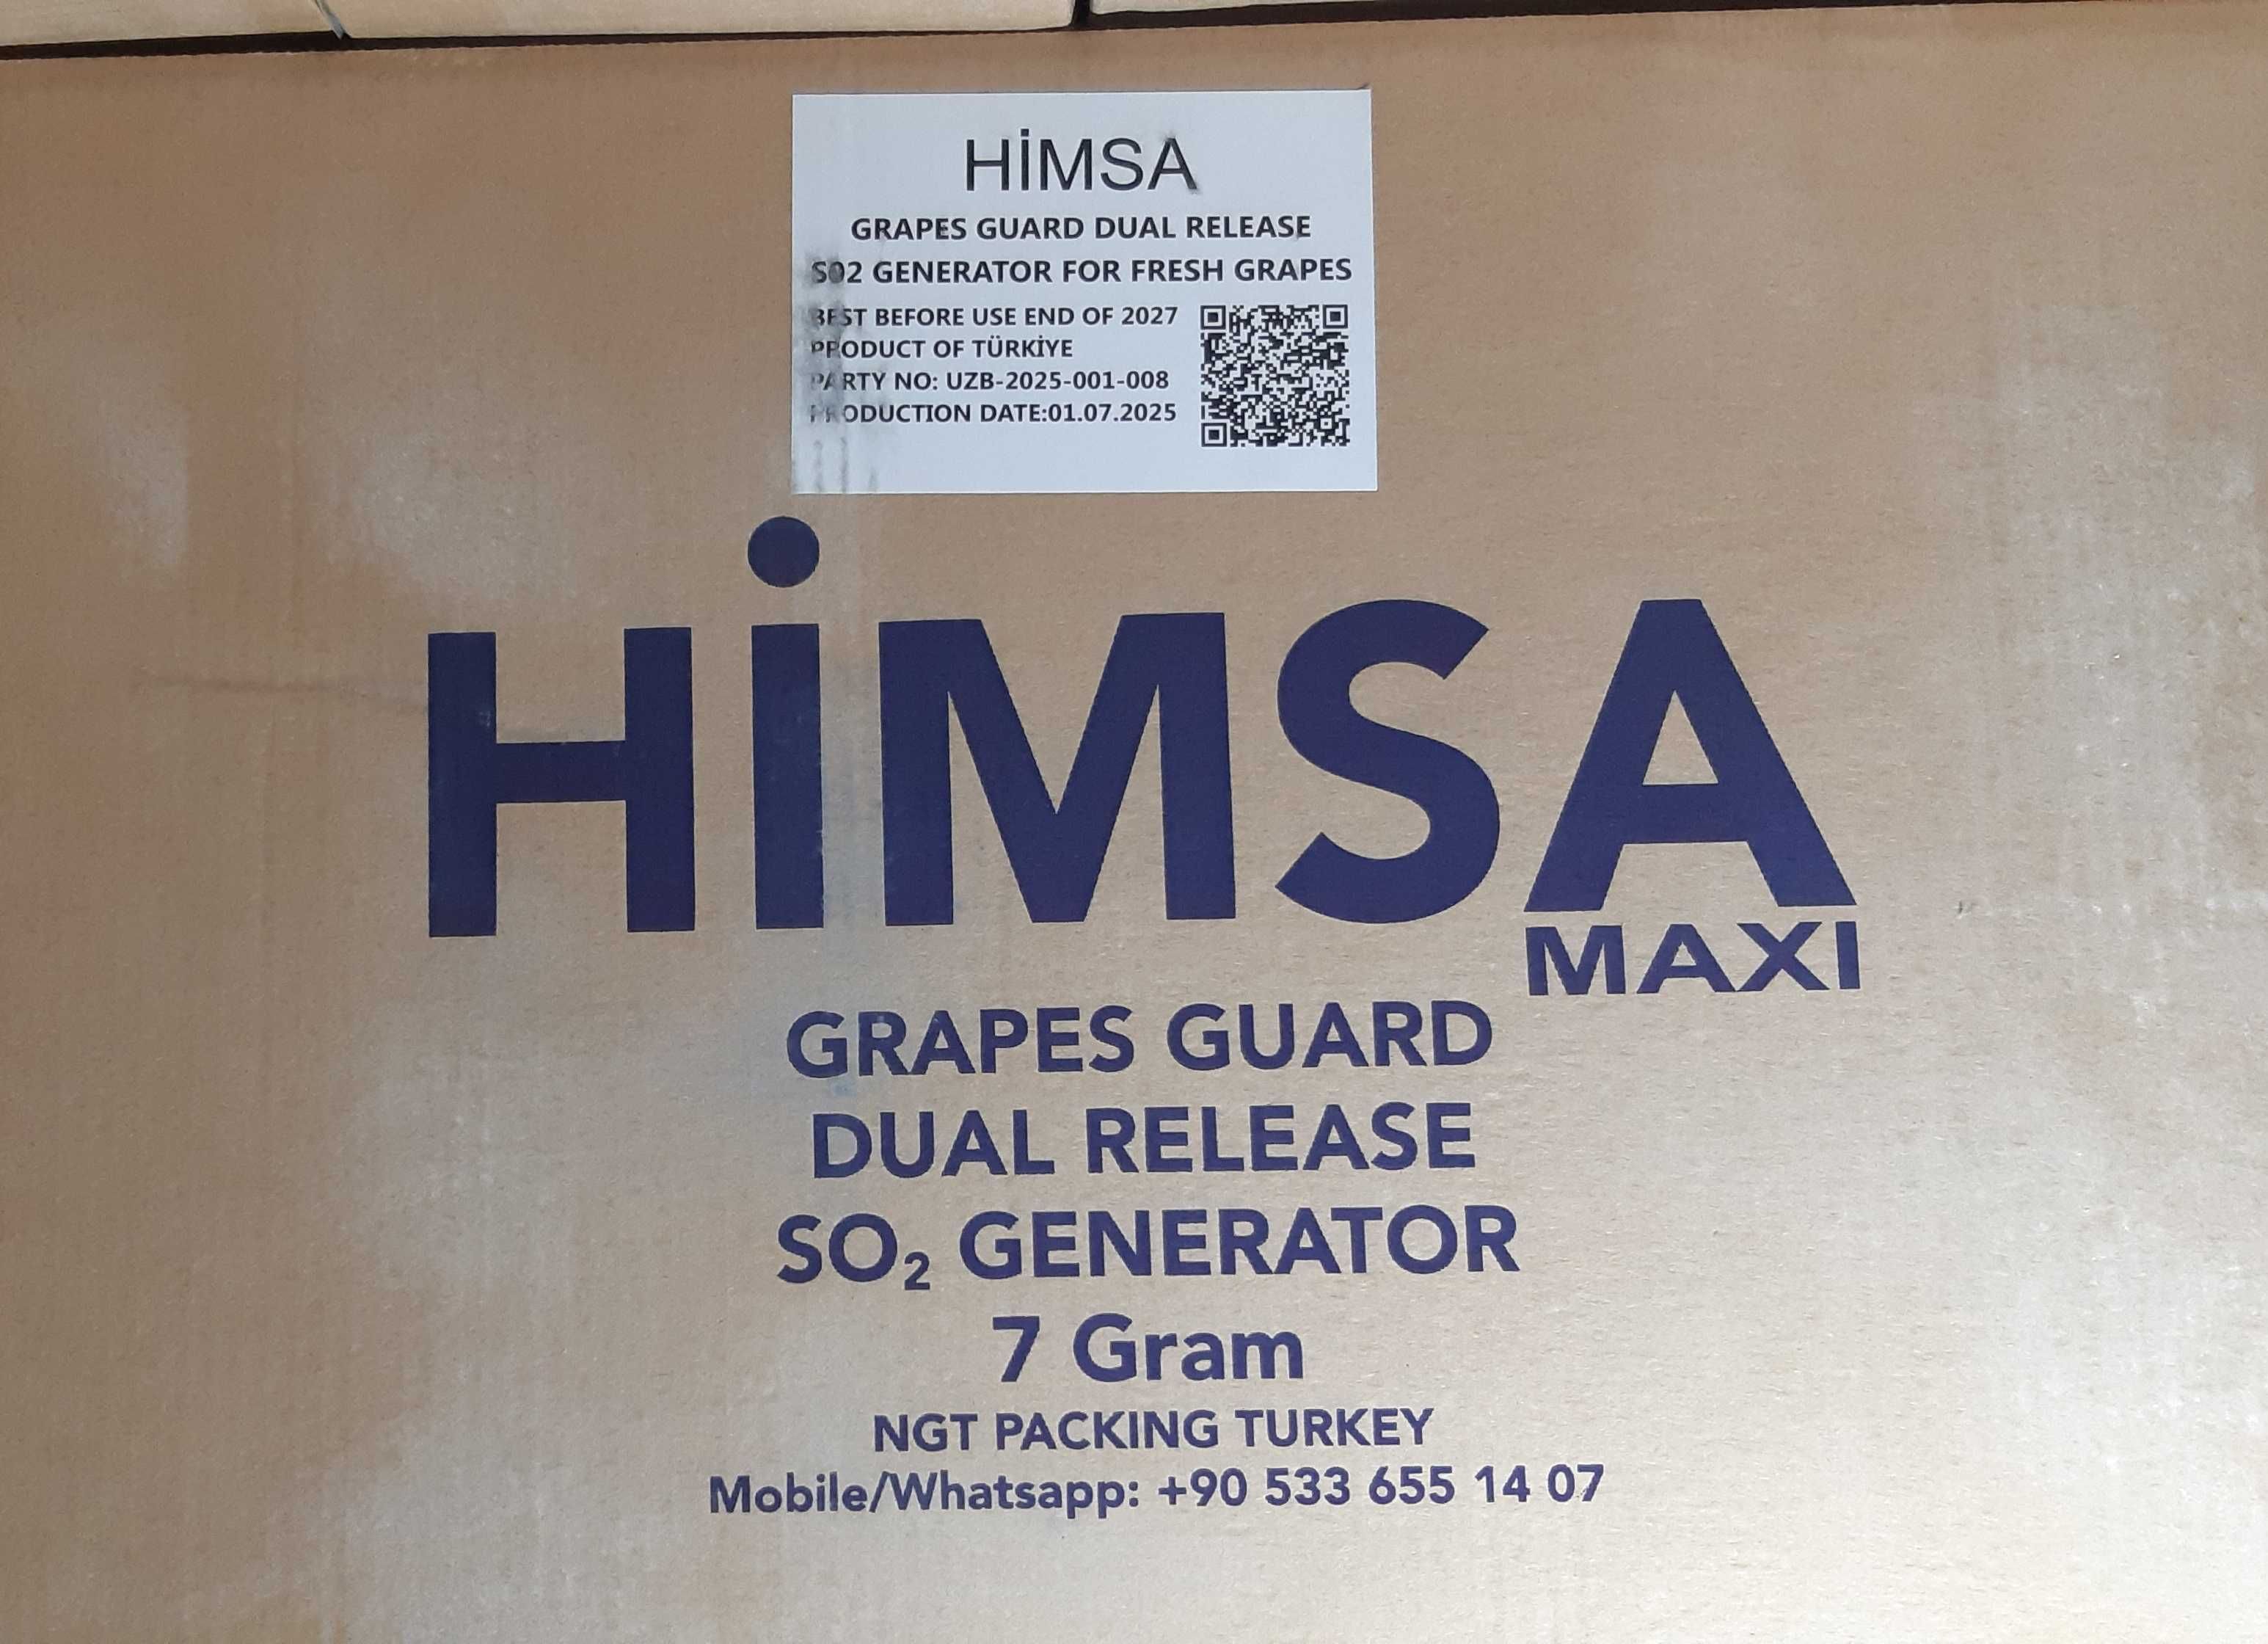 HİMSA
GRAPES GUARD DUAL RELEASE
SO2 GENERATOR FOR FRESH GRAPES
BEST BEFORE USE END OF 2027
PRODUCT OF TÜRKİYE
PARTY NO: UZB-2025-001-008
PRODUCTION DATE:01.07.2025
HİMSA
MAXI
GRAPES GUARD
DUAL RELEASE
SO₂ GENERATOR
7 Gram
NGT PACKING TURKEY
Mobile/Whatsapp: +90 533 655 14 07